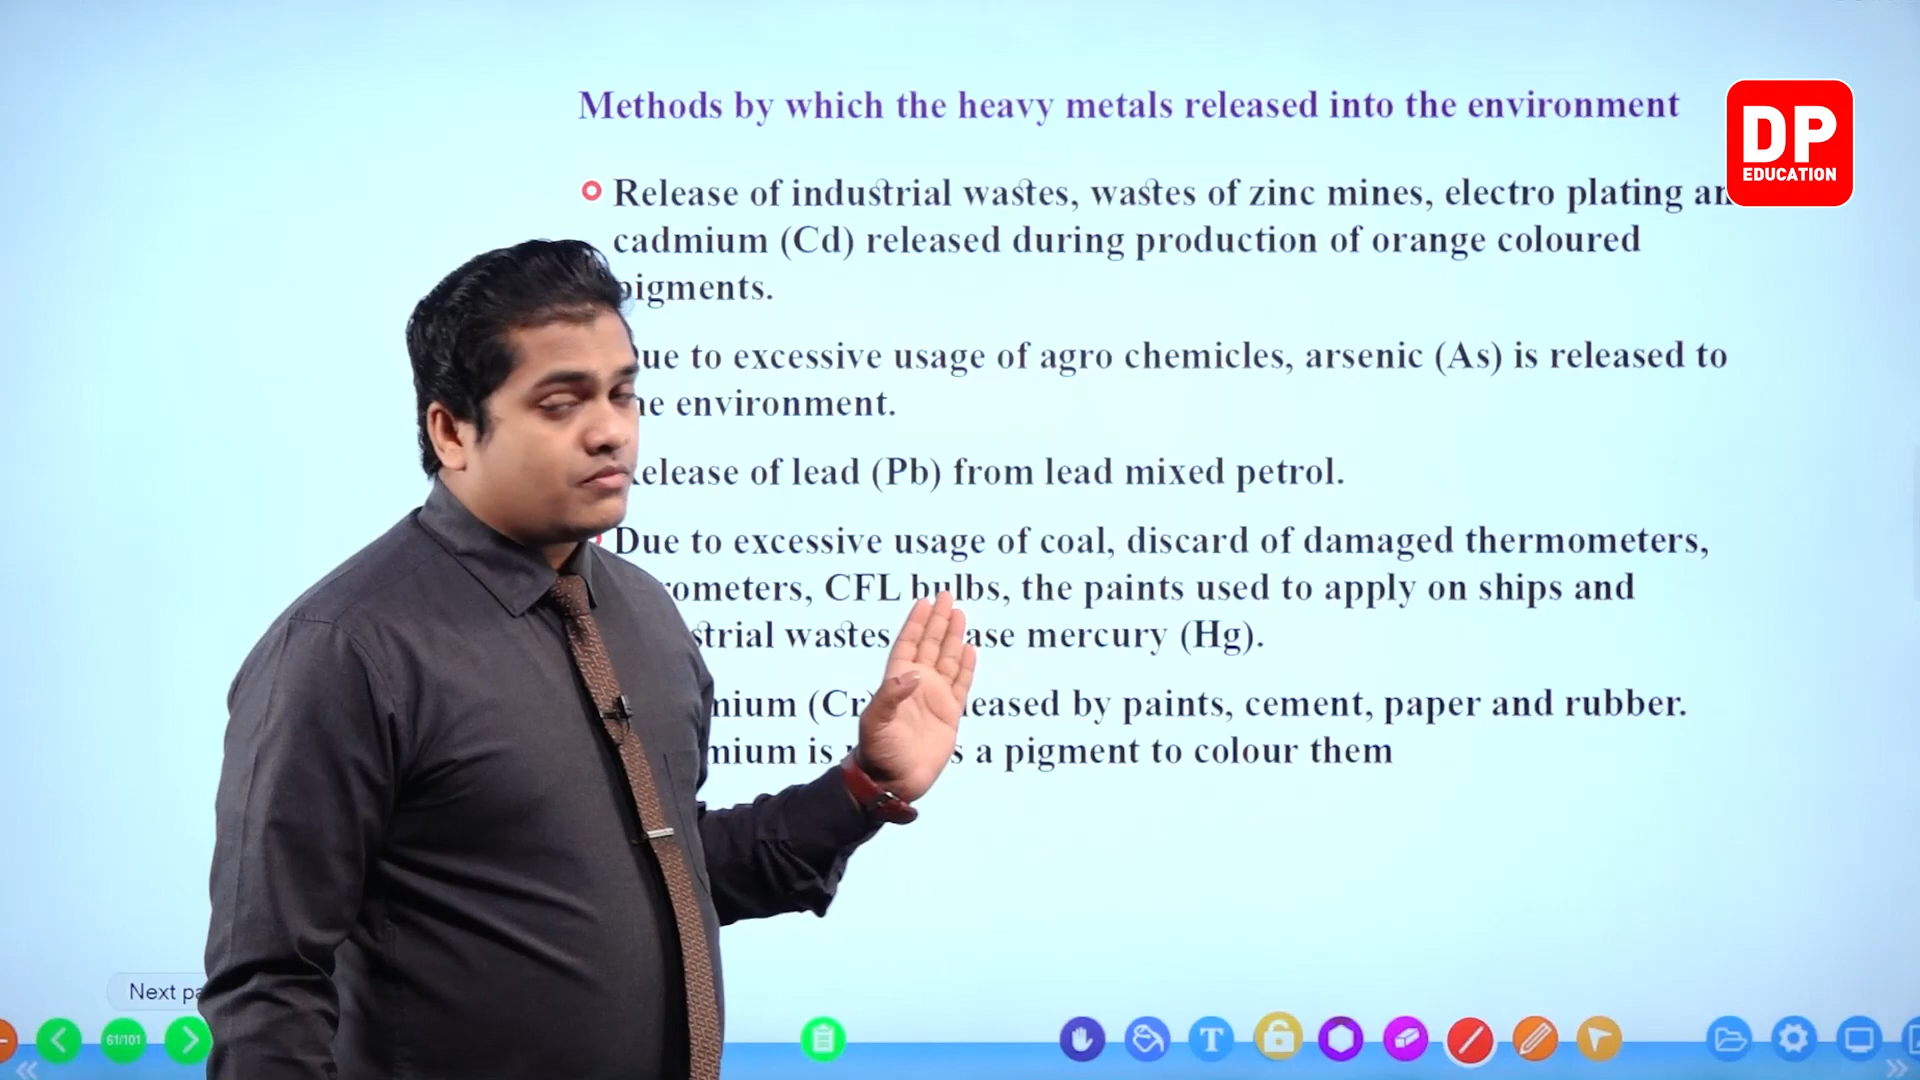 Methods by which the heavy metals released into the environment
DP
EDUCATION
Release of industrial wastes, wastes of zinc mines, electro plating an
cadmium (Cd) released during production of orange coloured
pigments.
ue to excessive usage of agro chemicles, arsenic (As) is released to
he environment.
elease of lead (Pb) from lead mixed petrol.
Due to excessive usage of coal, discard of damaged thermometers,
rometers, CFL bulbs, the paints used to apply on ships and
strial wastes ase mercury (Hg).
mium (Cr) eased by paints, cement, paper and rubber.
mium is s a pigment to colour them
Next pa
61/101
T